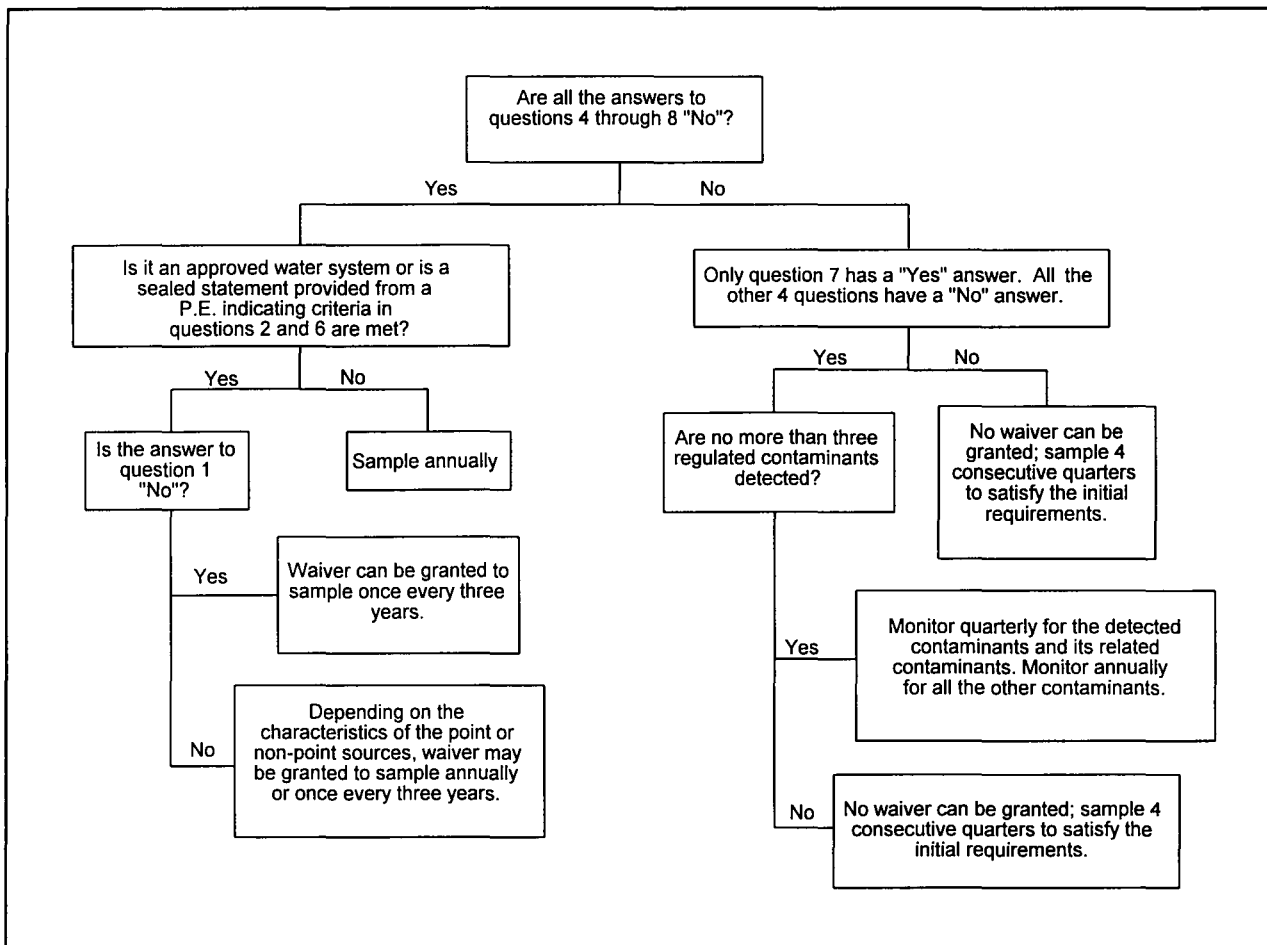 Are all the answers to
questions 4 through 8 "No"?
Yes
No
Is it an approved water system or is a
sealed statement provided from a
P.E. indicating criteria in
questions 2 and 6 are met?
Only question 7 has a "Yes" answer. All the
other 4 questions have a "No" answer.
Yes
No
Yes
No
Is the answer to
question 1
"No"?
Sample annually
Are no more than three
regulated contaminants
detected?
No waiver can be
granted; sample 4
consecutive quarters
to satisfy the initial
requirements.
Yes
Waiver can be granted to
sample once every three
years.
Yes
Monitor quarterly for the detected
contaminants and its related
contaminants. Monitor annually
for all the other contaminants.
No
Depending on the
characteristics of the point or
non-point sources, waiver may
be granted to sample annually
or once every three years.
No
No waiver can be granted; sample 4
consecutive quarters to satisfy the
initial requirements.